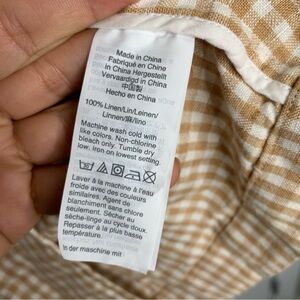 Made in China
Fabriqué en Chine
In China Hergestellt
Vervaardigd in China
中国製
Hecho en China
100% Linen/Lin/Leinen/
Linnen/麻/lino
Machine wash cold with
like colors. Non-chlorine
bleach only. Tumble dry
low. Iron on lowest setting.
Laver à la machine à l'eau
froide avec de couleurs
similaires. Agent de
blanchiment sans chlore
seulement. Sécher au
sèche-linge au cycle doux.
Repasser à la plus basse
température.
In der maschine mit